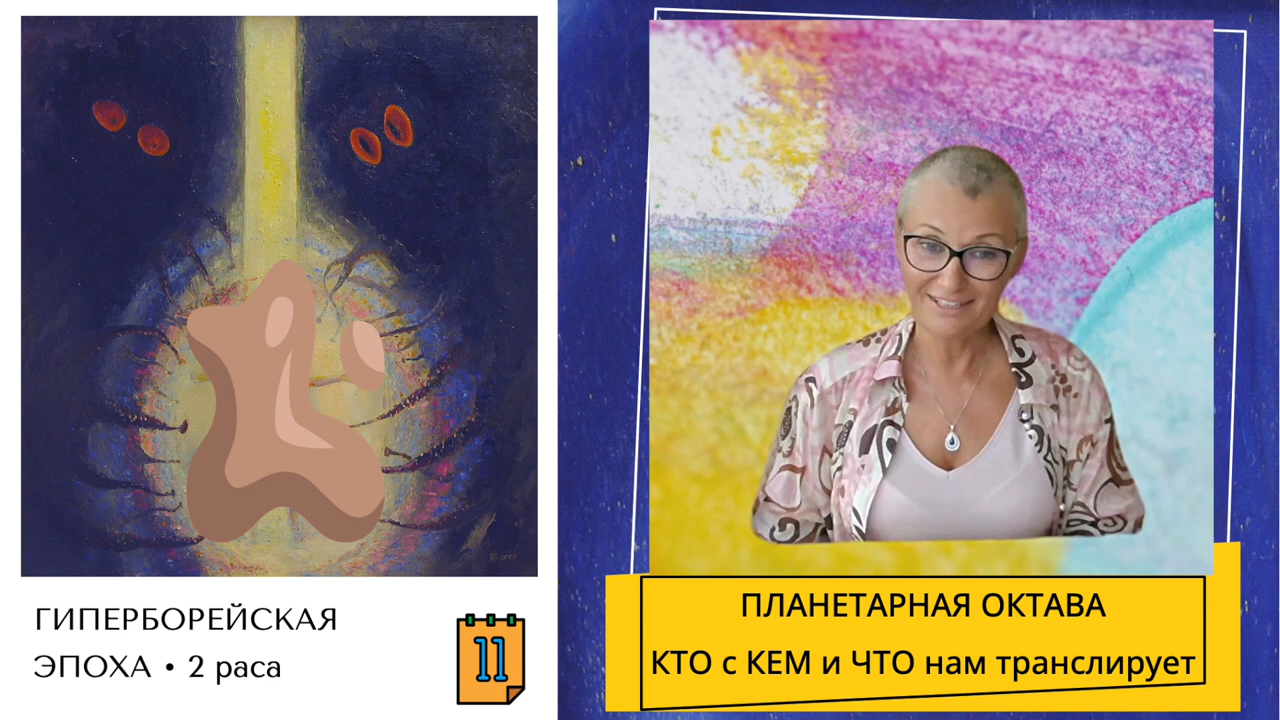 ГИПЕРБОРЕЙСКАЯ
ЭПОХА • 2 раса
11
ПЛАНЕТАРНАЯ ОКТАВА
КТО с КЕМ и ЧТО нам транслирует